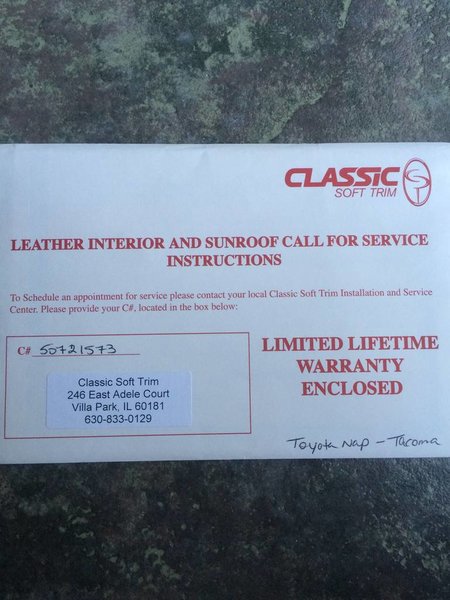 CLASSIC
SOFT TRIM
CST
LEATHER INTERIOR AND SUNROOF CALL FOR SERVICE
INSTRUCTIONS
To Schedule an appointment for service please contact your local Classic Soft Trim Installation and Service
Center. Please provide your C#, located in the box below:
C# 50721573
Classic Soft Trim
246 East Adele Court
Villa Park, IL 60181
630-833-0129
LIMITED LIFETIME
WARRANTY
ENCLOSED
Toyota Nap - Tacoma